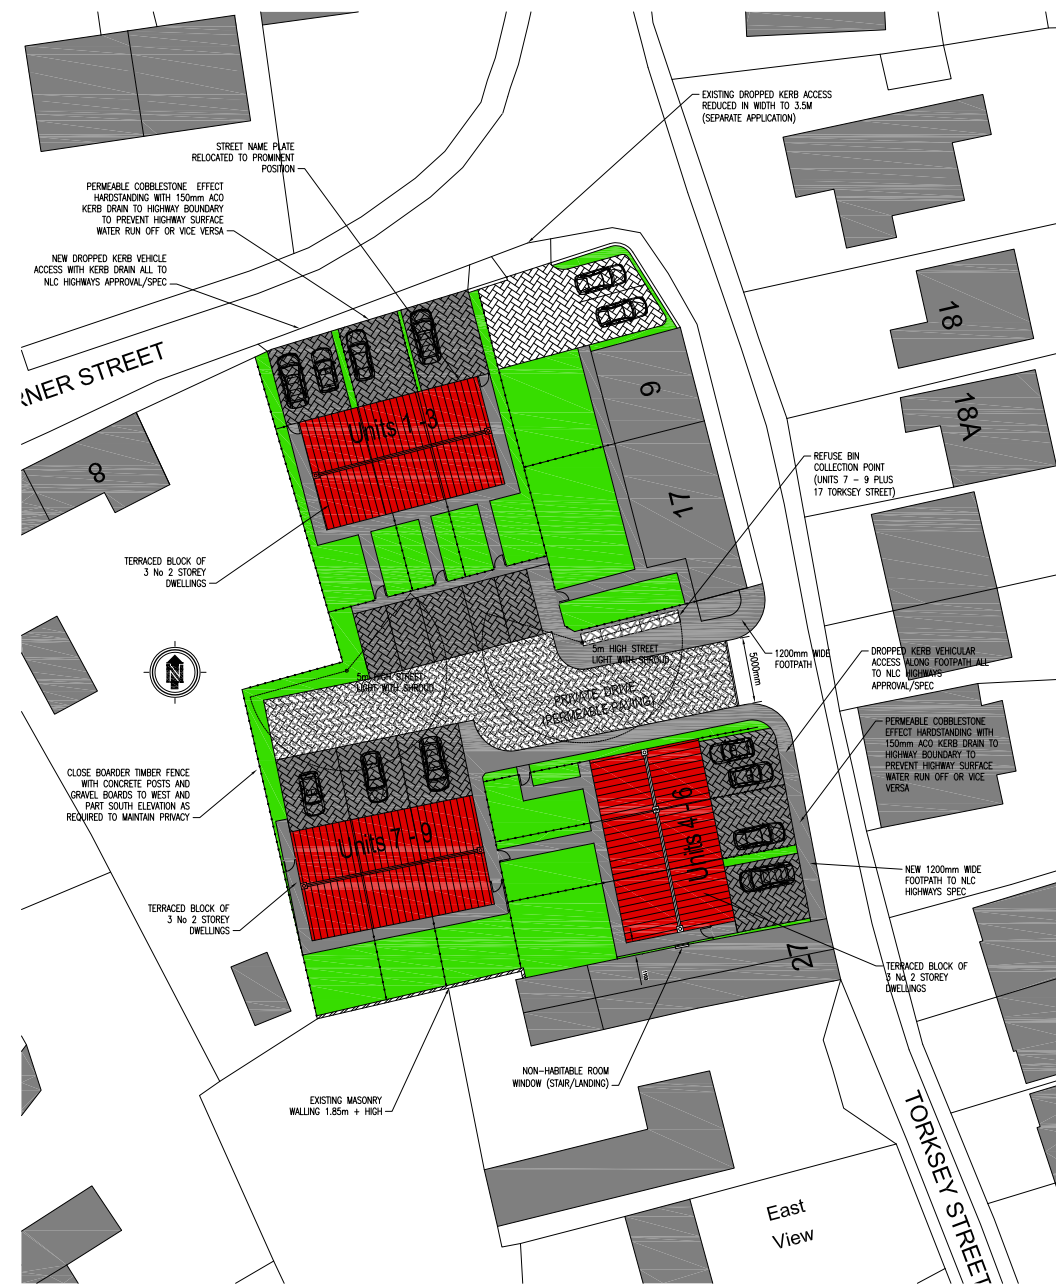 EXISTING DROPPED KERB ACCESS
REDUCED IN WIDTH TO 3.5M
(SEPARATE APPLICATION)
STREET NAME PLATE
RELOCATED TO PROMINENT
POSITION
PERMEABLE COBBLESTONE EFFECT
HARDSTANDING WITH 150mm ACO
KERB DRAIN TO HIGHWAY BOUNDARY
TO PREVENT HIGHWAY SURFACE
WATER RUN OFF OR VICE VERSA
NEW DROPPED KERB VEHICLE
ACCESS WITH KERB DRAIN ALL TO
NLC HIGHWAYS APPROVAL/SPEC
RNER STREET
18
18A
9
17
8
Units 1 -3
REFUSE BIN
COLLECTION POINT
(UNITS 7 - 9 PLUS
17 TORKSEY STREET)
TERRACED BLOCK OF
3 No 2 STOREY
DWELLINGS
N
5m HIGH STREET
LIGHT WITH SHROUD
5m HIGH STREET
LIGHT WITH SHROUD
PRIVATE DRIVE
(PERMEABLE PAVING)
5000mm
1200mm WIDE
FOOTPATH
DROPPED KERB VEHICULAR
ACCESS ALONG FOOTPATH ALL
TO NLC HIGHWAYS
APPROVAL/SPEC
PERMEABLE COBBLESTONE
EFFECT HARDSTANDING WITH
150mm ACO KERB DRAIN TO
HIGHWAY BOUNDARY TO
PREVENT HIGHWAY SURFACE
WATER RUN OFF OR VICE
VERSA
CLOSE BOARDER TIMBER FENCE
WITH CONCRETE POSTS AND
GRAVEL BOARDS TO WEST AND
PART SOUTH ELEVATION AS
REQUIRED TO MAINTAIN PRIVACY
Units 7 - 9
Units 4 -6
NEW 1200mm WIDE
FOOTPATH TO NLC
HIGHWAYS SPEC
TERRACED BLOCK OF
3 No 2 STOREY
DWELLINGS
27
TERRACED BLOCK OF
3 No 2 STOREY
DWELLINGS
NON-HABITABLE ROOM
WINDOW (STAIR/LANDING)
EXISTING MASONRY
WALLING 1.85m + HIGH
TORKSEY STREET
East
View